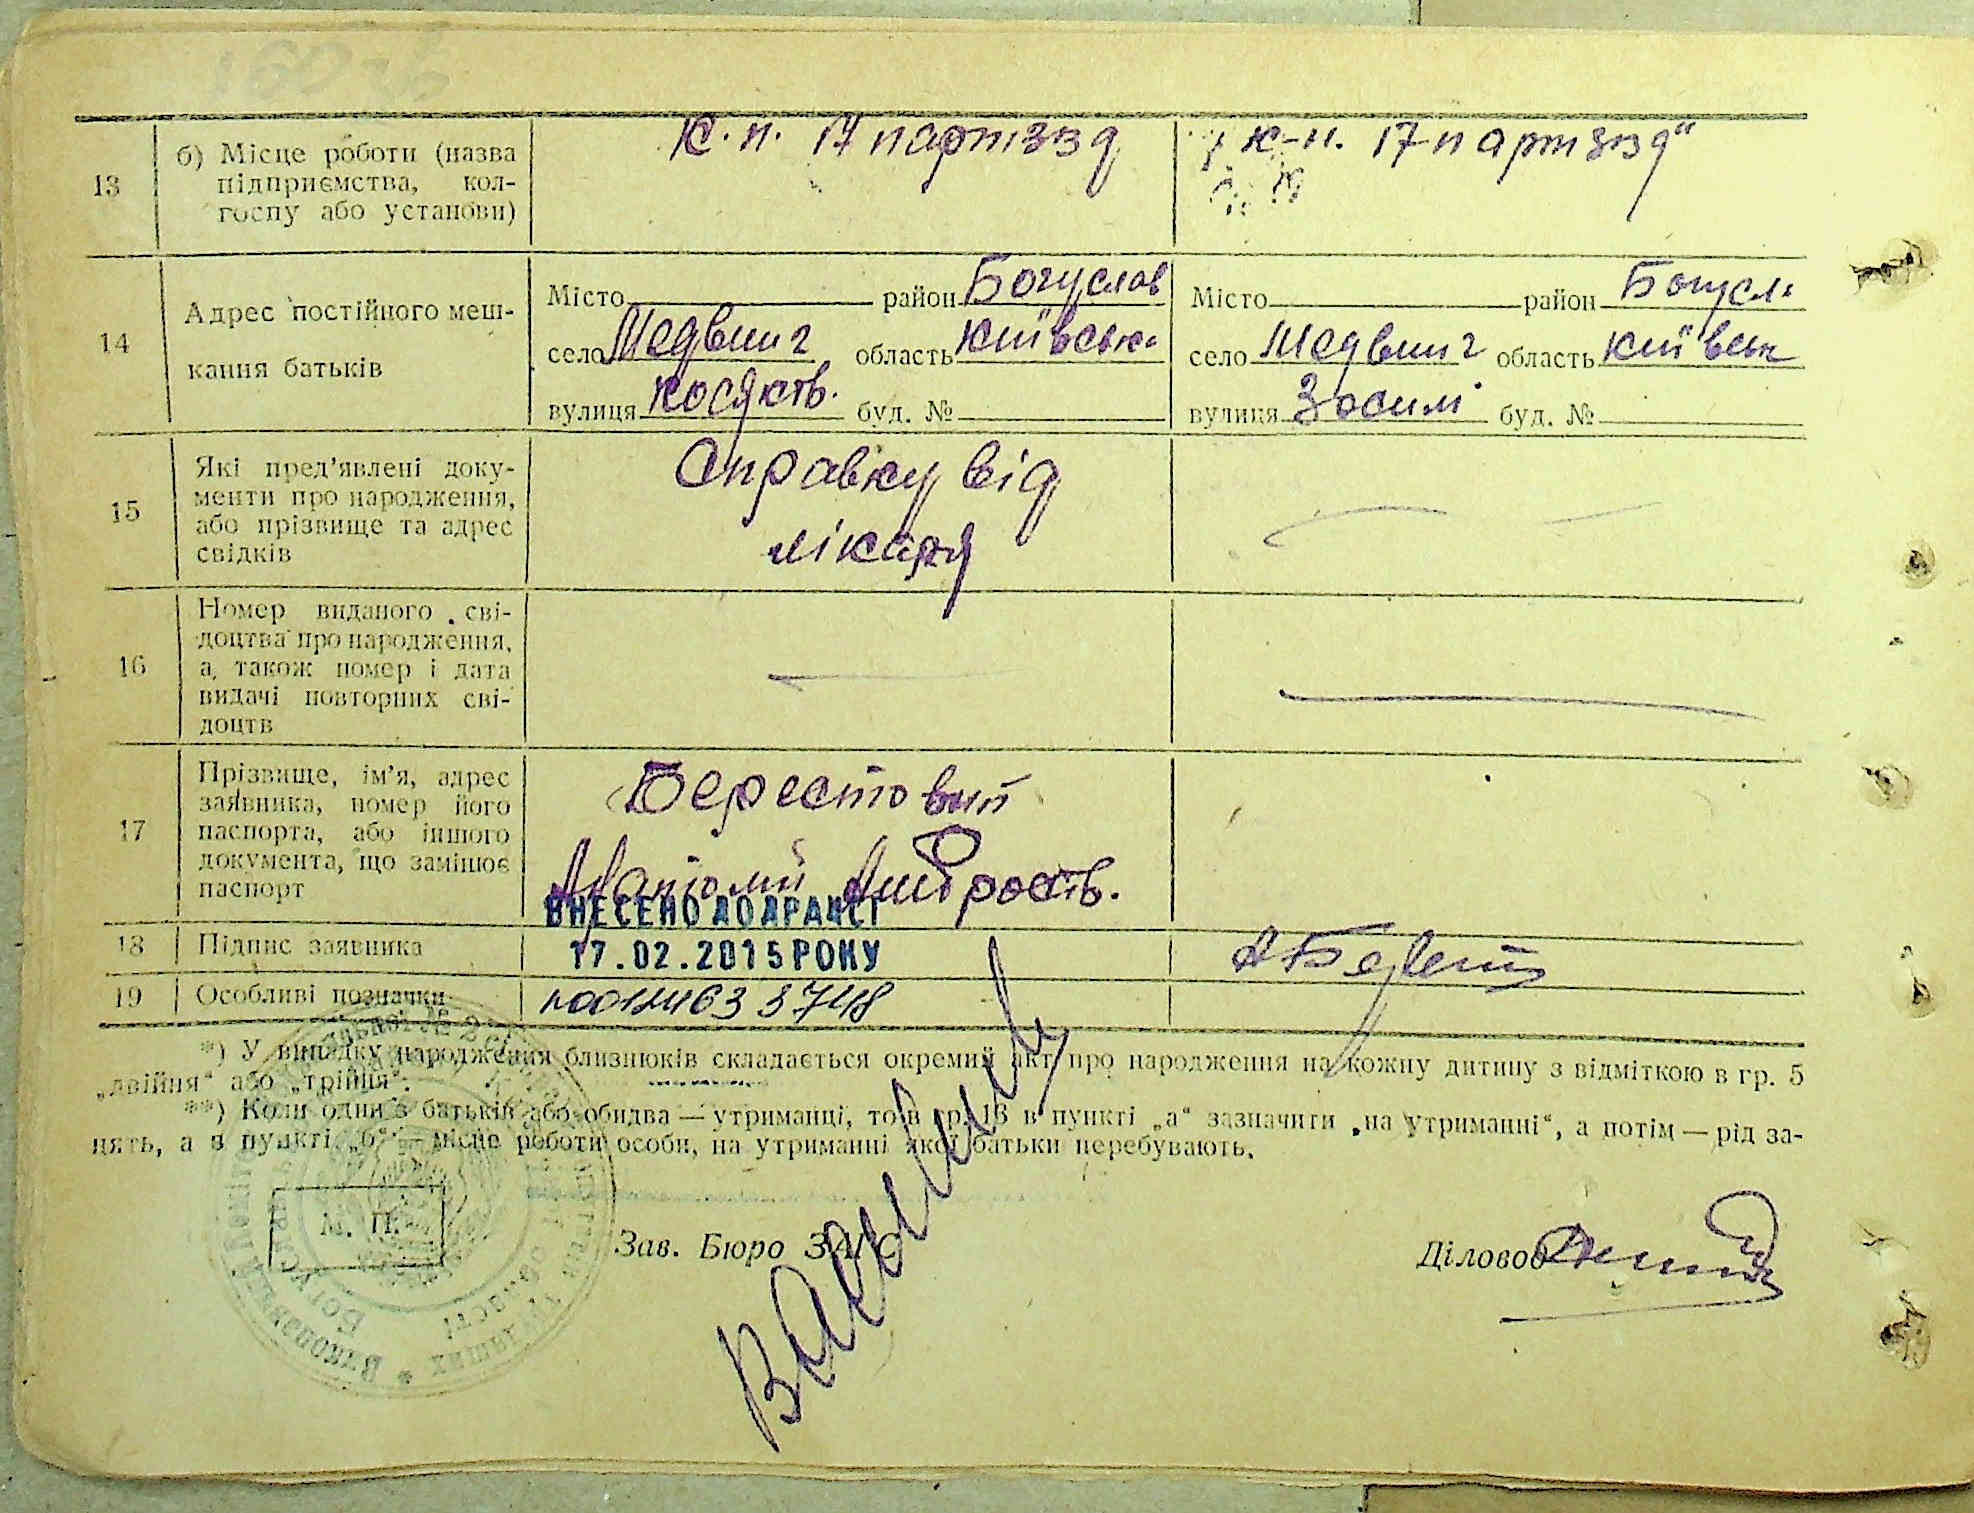 13
б) Місце роботи (назва
підприємства, кол-
госпу або установи)
к. п. 17 партззд
к-п. 17 партззд"
14
Адрес постійного меш-
кання батьків
Місто район Богуслав
село Медвин области Київськ
вулиця Косяків. буд. №
Місто район Богусл
село Медвин область Київськ
вулиця Зосимі буд. №
15
Які пред'явлені доку-
менти про народження,
або прізвище та адрес
свідків
Справку від
лікаря
16
Номер виданого сві-
доцтва про народження,
а також номер і дата
видачі повторних сві-
доцтв
17
Прізвище, ім'я, адрес
заявника, номер його
паспорта, або іншого
документа, що замінює
паспорт
Берестовий
Анатолій
ВНЕСЕНО ДО ДРАЦСГ
18
Підпис заявника
17.02.2015 РОКУ
19
Особливі позначки
*) У випадку народження близнюків складається окремий акт про народження на кожну дитину з відміткою в гр. 5
„двійня" або „трійня".
**) Коли один з батьків або обидва — утриманці, то в гр. 13 в пункті „а" зазначити „на утриманні", а потім — рід за-
нять, а в пункті „б" — місце роботи особи, на утриманні якої батьки перебувають.
М. П.
Зав. Бюро ЗАГС
Діловод